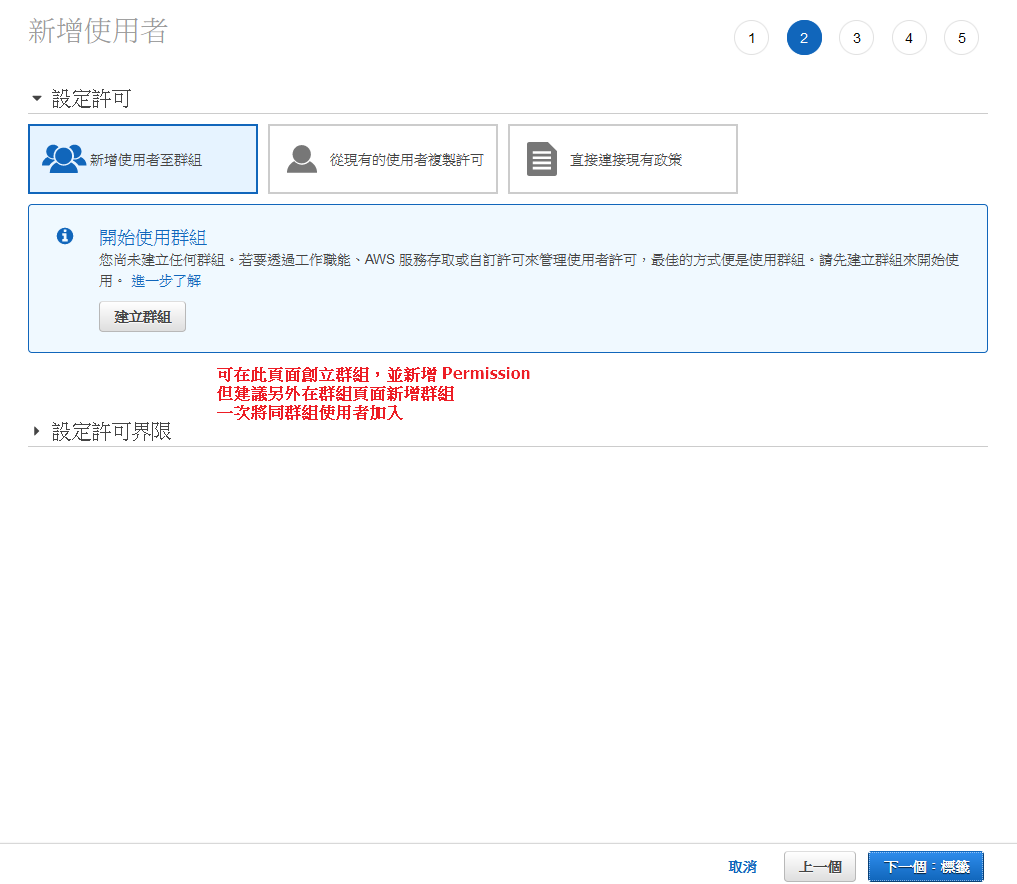 新增使用者
1 2 3 4 5
設定許可
新增使用者至群組 從現有的使用者複製許可 直接連接現有政策
開始使用群組
您尚未建立任何群組。若要透過工作職能、AWS 服務存取或自訂許可來管理使用者許可，最佳的方式便是使用群組。請先建立群組來開始使
用。 進一步了解
建立群組
可在此頁面創立群組，並新增 Permission
但建議另外在群組頁面新增群組
一次將同群組使用者加入
設定許可界限
取消 上一個 下一個：標籤